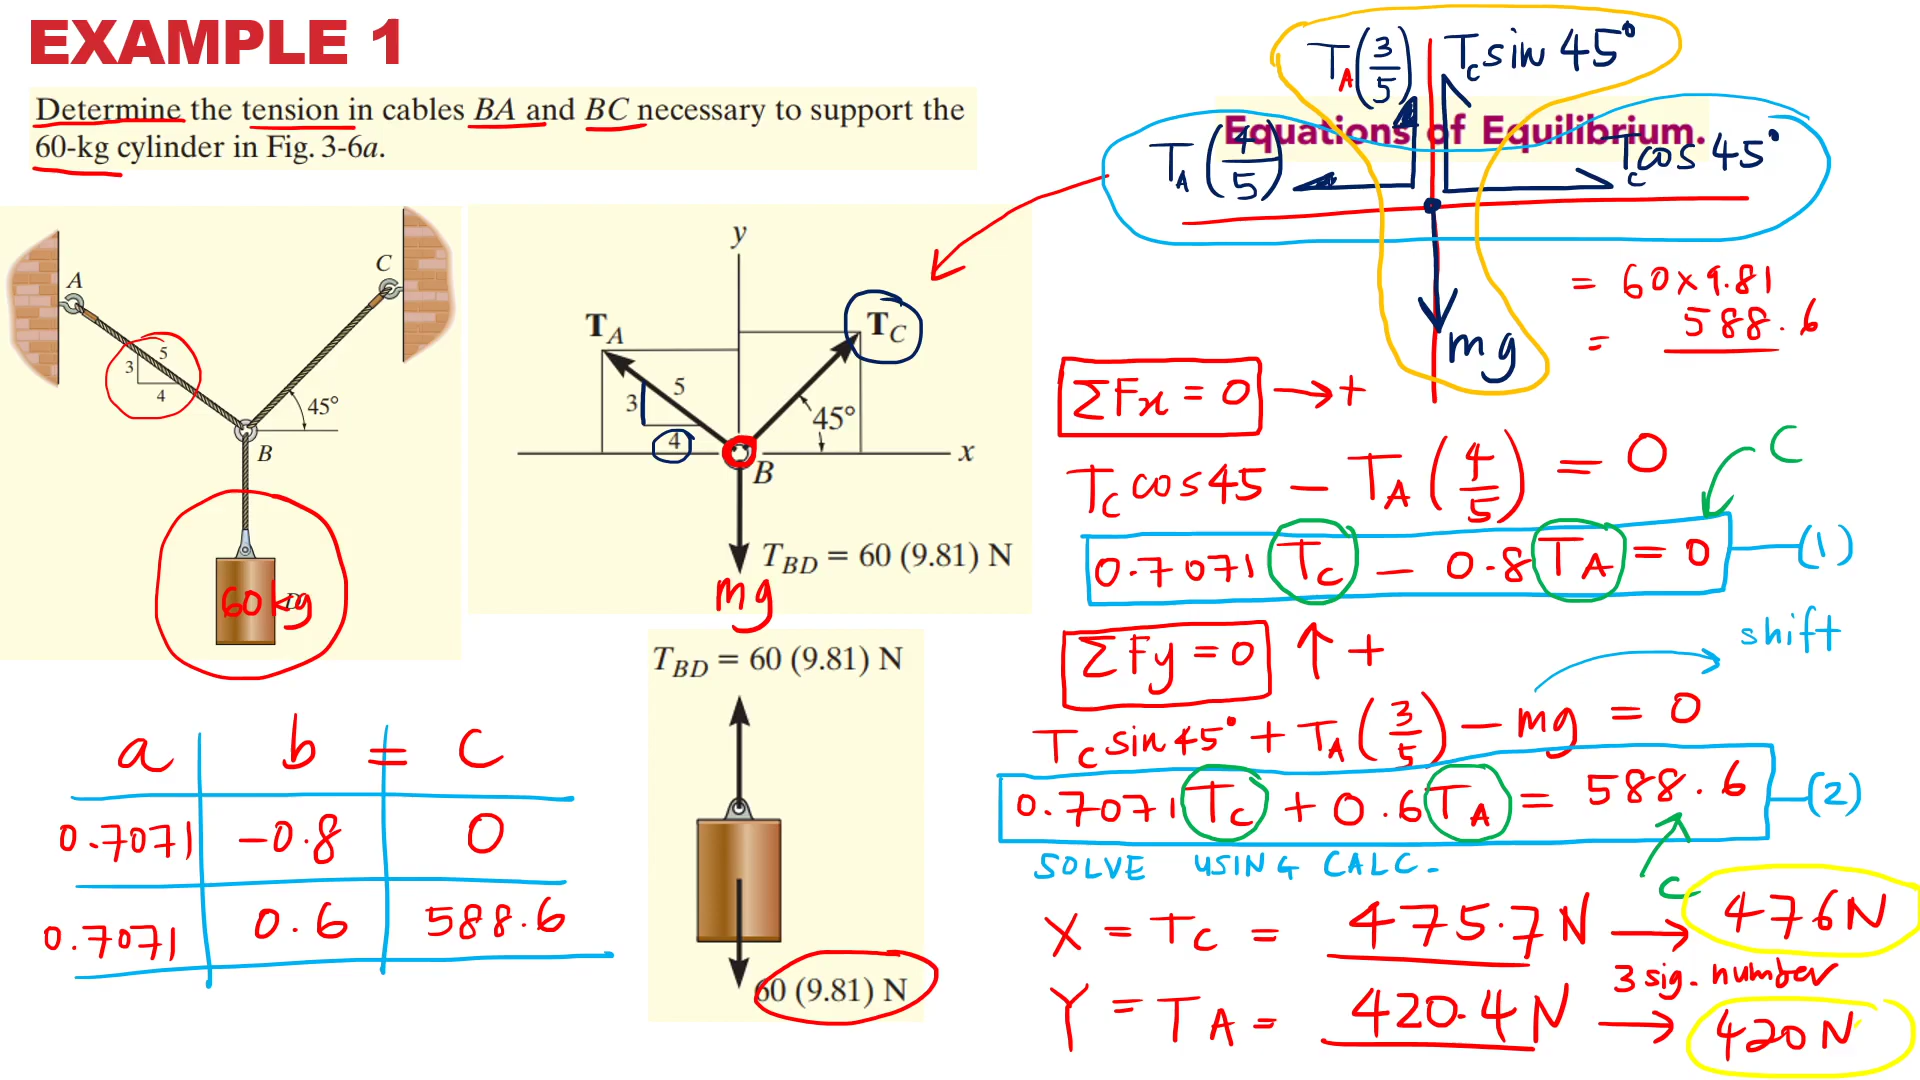 EXAMPLE 1
Determine the tension in cables BA and BC necessary to support the
60-kg cylinder in Fig. 3-6a.
A
C
5
3
4
45°
B
60 kg
y
T_A
T_C
5
3
4
45°
x
B
T_BD = 60 (9.81) N
mg
T_BD = 60 (9.81) N
60 (9.81) N
a b = c
0.7071 -0.8 0
0.7071 0.6 588.6
T_A (3/5) T_C sin 45°
Equations of Equilibrium.
T_A (4/5) T_C cos 45°
mg
= 60 x 9.81
= 588.6
ΣFx = 0 → +
T_C cos 45 - T_A (4/5) = 0
C
0.7071 T_C - 0.8 T_A = 0 (1)
ΣFy = 0 ↑ +
shift
T_C sin 45° + T_A (3/5) - mg = 0
0.7071 T_C + 0.6 T_A = 588.6 (2)
SOLVE USING CALC.
C
X = T_C = 475.7 N → 476 N
3 sig. number
Y = T_A = 420.4 N → 420 N